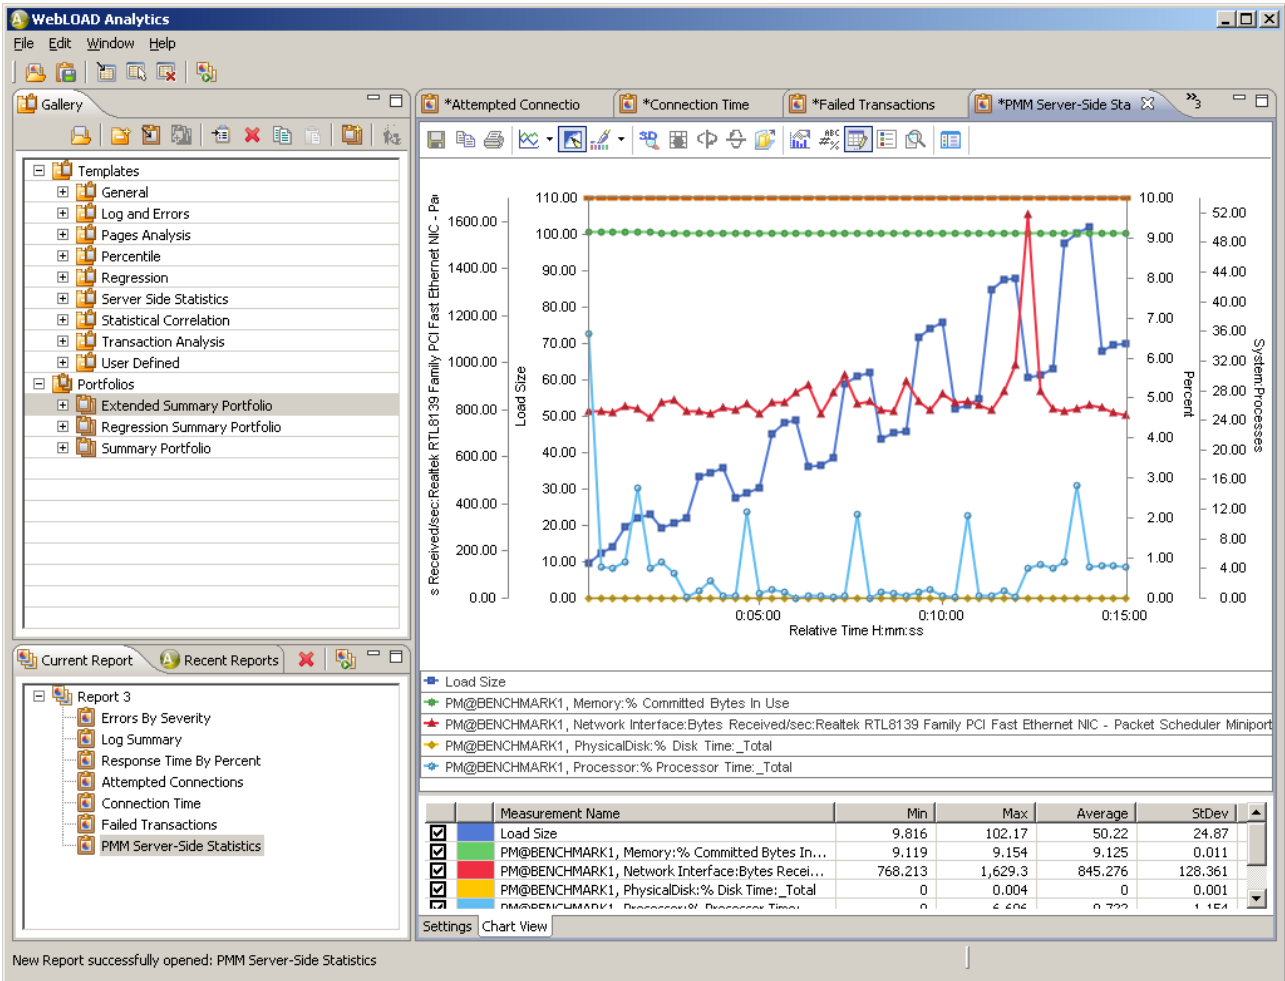 WebLOAD Analytics
File Edit Window Help
Gallery
Templates
General
Log and Errors
Pages Analysis
Percentile
Regression
Server Side Statistics
Statistical Correlation
Transaction Analysis
User Defined
Portfolios
Extended Summary Portfolio
Regression Summary Portfolio
Summary Portfolio
Current Report Recent Reports
Report 3
Errors By Severity
Log Summary
Response Time By Percent
Attempted Connections
Connection Time
Failed Transactions
PMM Server-Side Statistics
*Attempted Connectio *Connection Time *Failed Transactions *PMM Server-Side Sta »3
3D ABC #%
s Received/sec:Realtek RTL8139 Family PCI Fast Ethernet NIC - Pa
1600.00
1400.00
1200.00
1000.00
800.00
600.00
400.00
200.00
0.00
Load Size
110.00
100.00
90.00
80.00
70.00
60.00
50.00
40.00
30.00
20.00
10.00
0.00
10.00
9.00
8.00
7.00
6.00
5.00
4.00
3.00
2.00
1.00
0.00
Percent
52.00
48.00
44.00
40.00
36.00
32.00
28.00
24.00
20.00
16.00
12.00
8.00
4.00
0.00
System:Processes
0:05:00 0:10:00 0:15:00
Relative Time H:mm:ss
Load Size
PM@BENCHMARK1, Memory:% Committed Bytes In Use
PM@BENCHMARK1, Network Interface:Bytes Received/sec:Realtek RTL8139 Family PCI Fast Ethernet NIC - Packet Scheduler Miniport
PM@BENCHMARK1, PhysicalDisk:% Disk Time:_Total
PM@BENCHMARK1, Processor:% Processor Time:_Total
Measurement Name Min Max Average StDev
Load Size 9.816 102.17 50.22 24.87
PM@BENCHMARK1, Memory:% Committed Bytes In... 9.119 9.154 9.125 0.011
PM@BENCHMARK1, Network Interface:Bytes Recei... 768.213 1,629.3 845.276 128.361
PM@BENCHMARK1, PhysicalDisk:% Disk Time:_Total 0 0.004 0 0.001
PM@BENCHMARK1, Processor:% Processor Time: 0 6.606 0.722 1.154
Settings Chart View
New Report successfully opened: PMM Server-Side Statistics